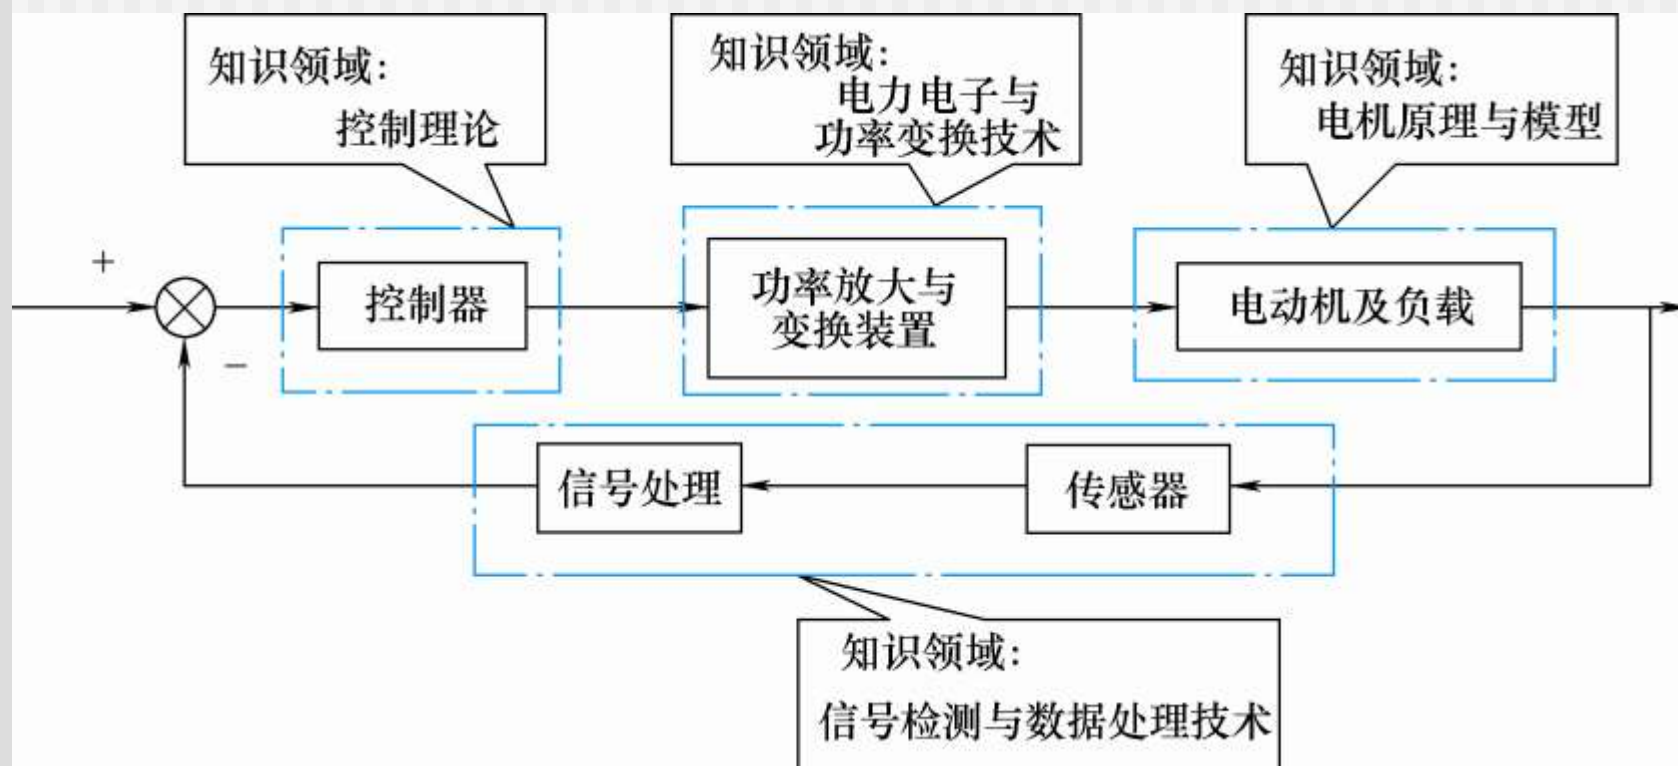 知识领域:
控制理论
知识领域:
电力电子与
功率变换技术
知识领域:
电机原理与模型
+
控制器
功率放大与
变换装置
电动机及负载
−
信号处理
传感器
知识领域:
信号检测与数据处理技术